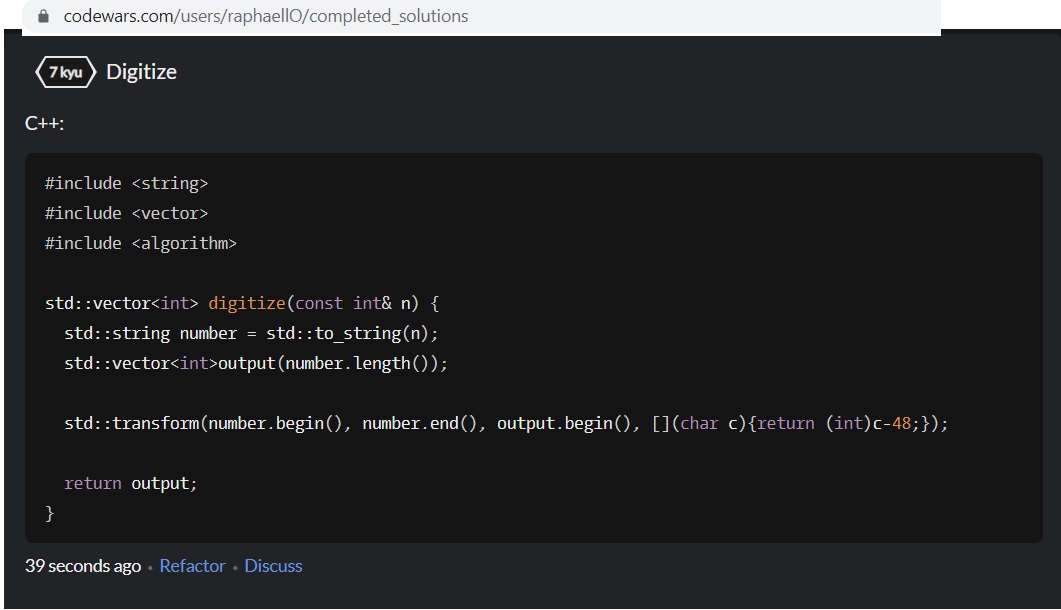 codewars.com/users/raphaellO/completed_solutions
7 kyu Digitize
C++:
#include <string>
#include <vector>
#include <algorithm>
std::vector<int> digitize(const int& n) {
std::string number = std::to_string(n);
std::vector<int>output(number.length());
std::transform(number.begin(), number.end(), output.begin(), [](char c){return (int)c-48;});
return output;
}
39 seconds ago · Refactor · Discuss